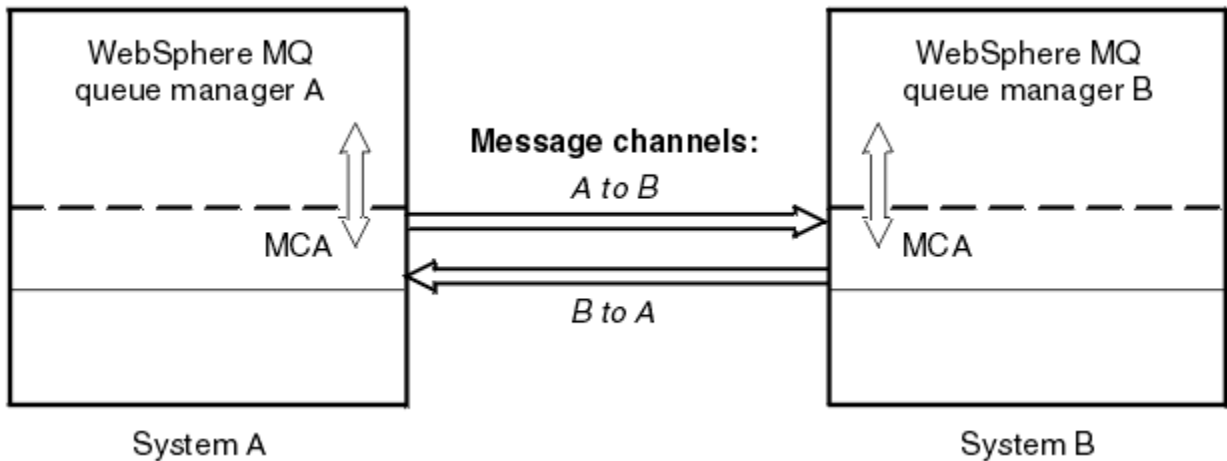 WebSphere MQ
queue manager A
WebSphere MQ
queue manager B
Message channels:
A to B
MCA
MCA
B to A
System A
System B